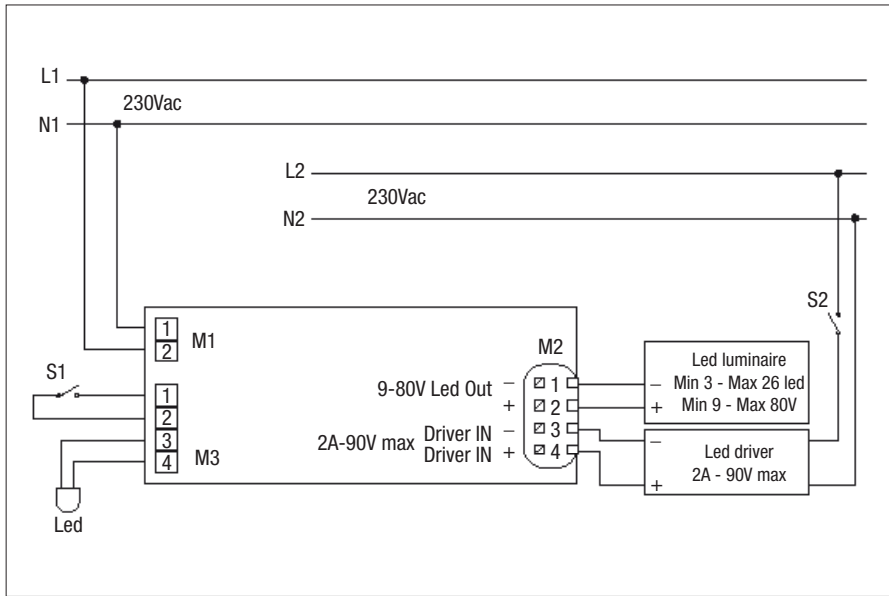 L1
230Vac
N1
L2
230Vac
N2
S2
1
2
M1
S1
1
2
3
4
M3
Led
M2
9-80V Led Out − 1
+ 2
2A-90V max
Driver IN − 3
Driver IN + 4
Led luminaire
− Min 3 - Max 26 led
+ Min 9 - Max 80V
−
Led driver
2A - 90V max
+